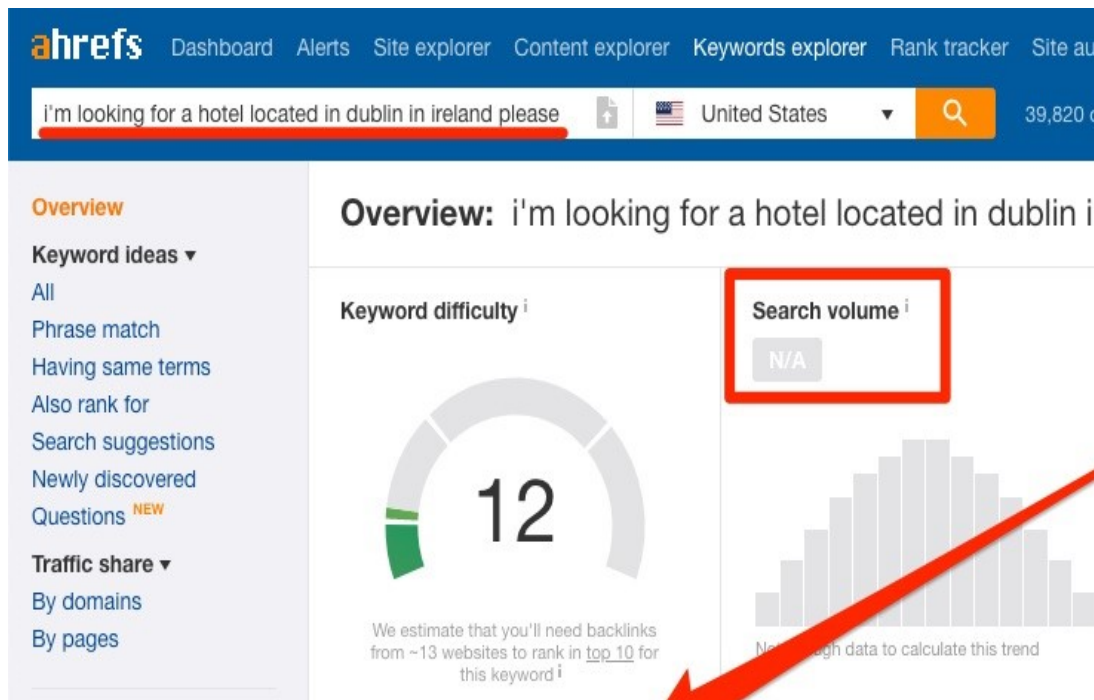 ahrefs Dashboard Alerts Site explorer Content explorer Keywords explorer Rank tracker Site au
i'm looking for a hotel located in dublin in ireland please United States 39,820
Overview
Overview: i'm looking for a hotel located in dublin i
Keyword ideas
All
Phrase match
Having same terms
Also rank for
Search suggestions
Newly discovered
Questions NEW
Traffic share
By domains
By pages
Keyword difficulty i
12
We estimate that you'll need backlinks
from ~13 websites to rank in top 10 for
this keyword i
Search volume i
N/A
data to calculate this trend